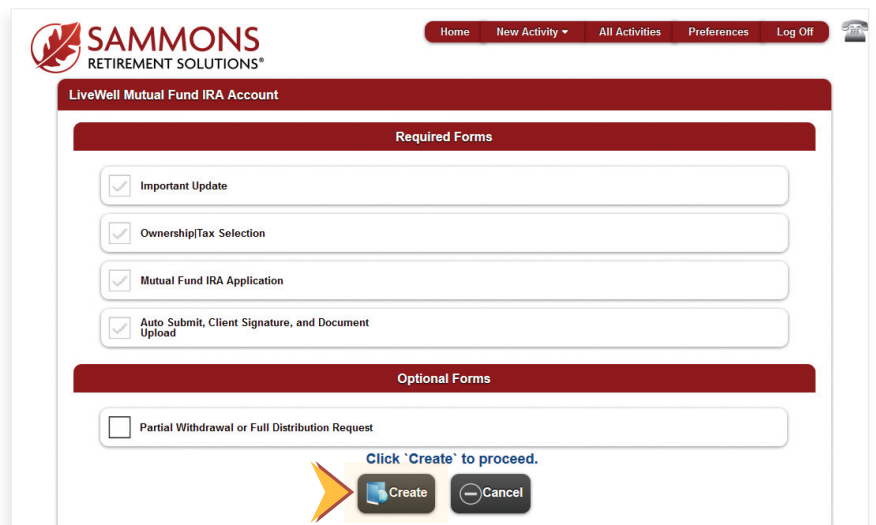 SAMMONS
RETIREMENT SOLUTIONS®
Home New Activity All Activities Preferences Log Off
LiveWell Mutual Fund IRA Account
Required Forms
Important Update
Ownership|Tax Selection
Mutual Fund IRA Application
Auto Submit, Client Signature, and Document
Upload
Optional Forms
Partial Withdrawal or Full Distribution Request
Click `Create` to proceed.
Create Cancel